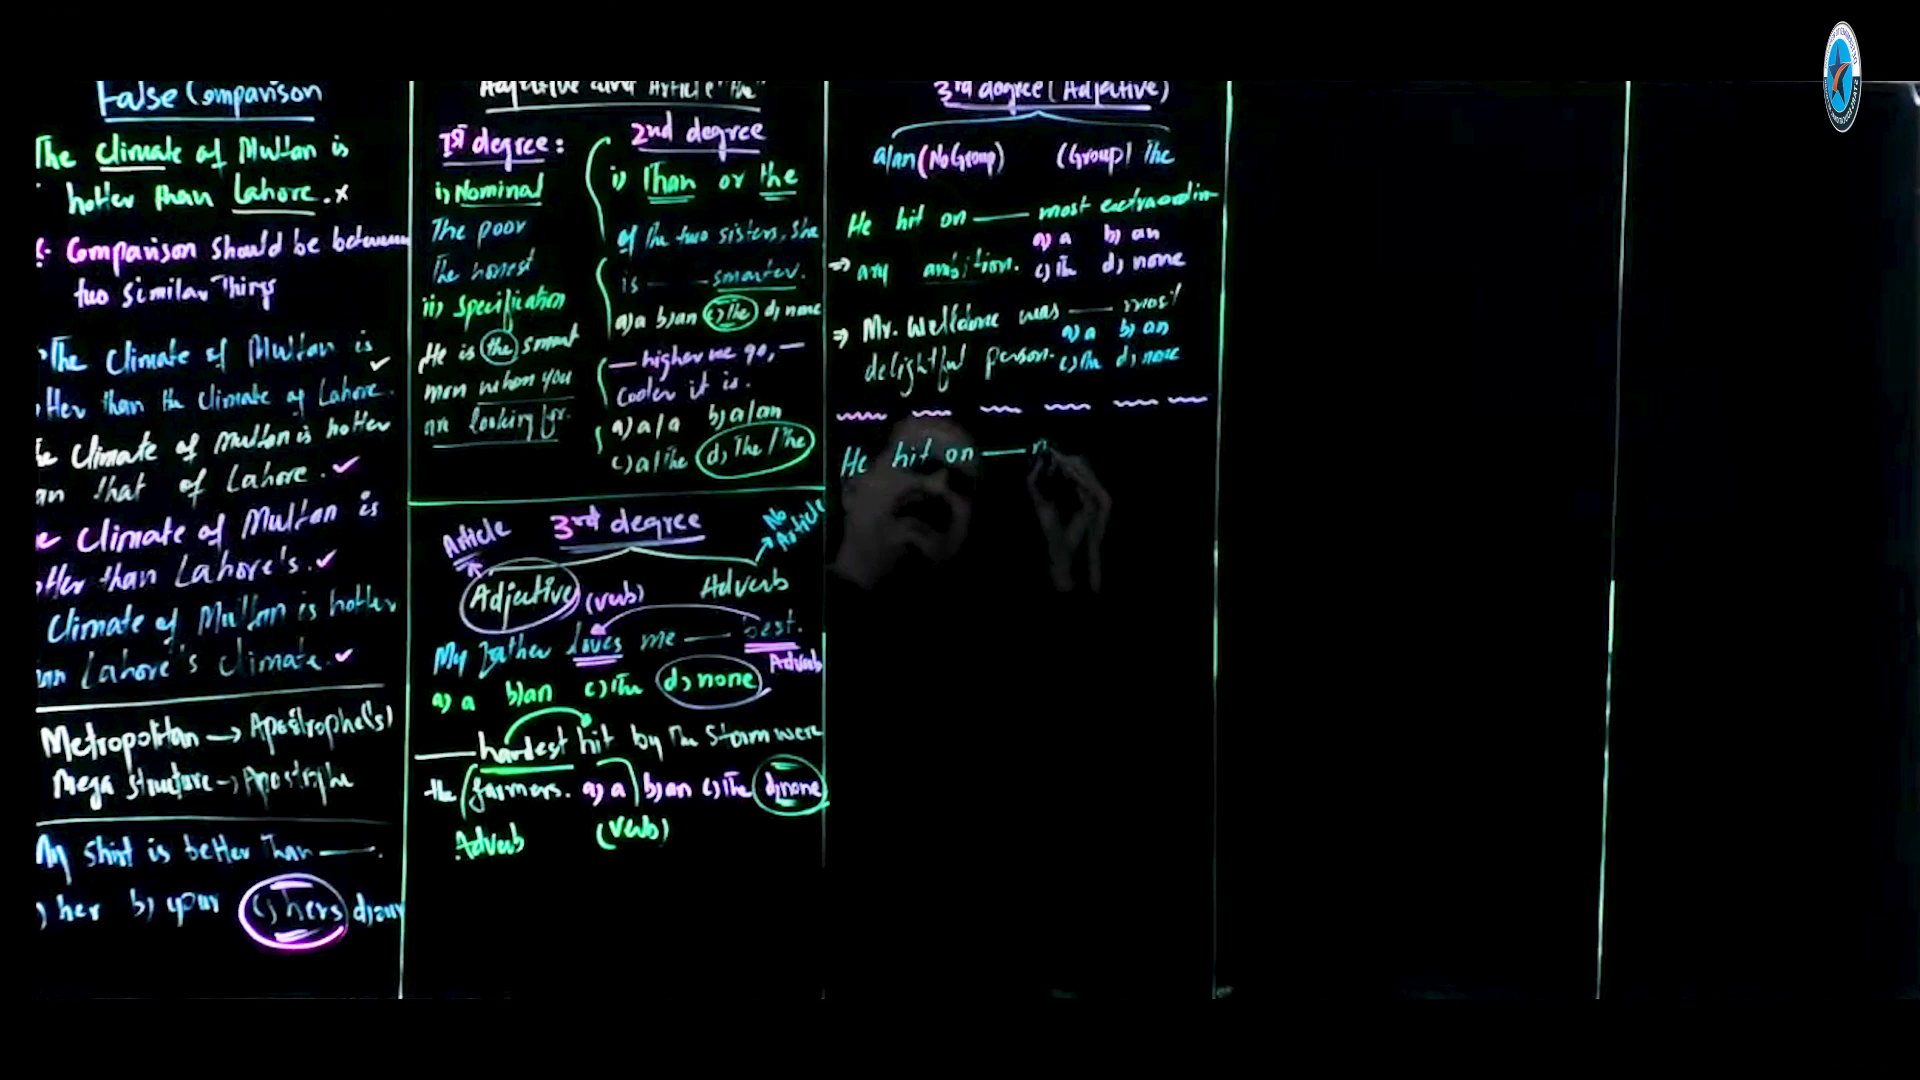 False Comparison
The climate of Multan is
hotter than Lahore. x
Comparison should be between
two similar Things
The climate of Multan is
than the climate of Lahore.
climate of Multan is hotter
that of Lahore. ✓
climate of Multan is
than Lahore's. ✓
Climate of Multan is hotter
Lahore's climate. ✓
Metropolitan → Apostrophe(s)
Mega structure → Apostrophe
My shirt is better Than ___.
her b) your c) hers
Adjective and Article "The"
1st degree:
i) Nominal
The poor
The honest
ii) Specification
He is the smart
man whom you
are looking for.
2nd degree
i) Than or the
of the two sisters, she
is ___ smarter.
a) a b) an c) the d) none
___ higher we go, ___
cooler it is.
a) a/a b) a/an
c) a/the d) The/The
3rd degree
Article
No Article
Adjective (verb) Adverb
My father loves me ___ best.
Adverb
a) a b) an c) the d) none
___ hardest hit by the storm were
the farmers. a) a b) an c) the d) none
Adverb (verb)
3rd degree (Adjective)
a/an (No Group) (Group) The
He hit on ___ most extraordin-
⇒ ary ambition. a) a b) an
c) the d) none
⇒ Mr. Welldone was ___ most
delightful person. a) a b) an
c) the d) none
He hit on ___